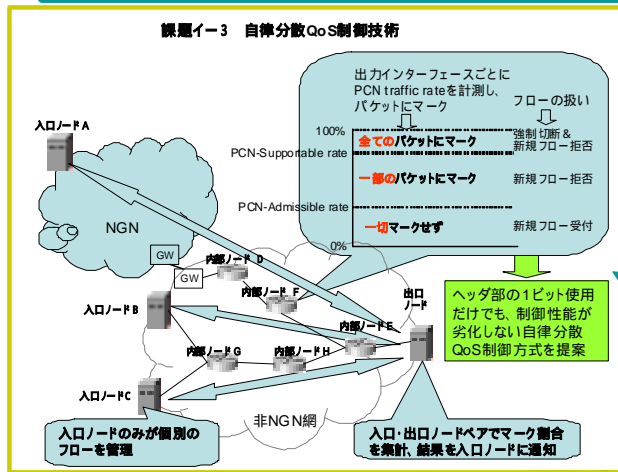 課題イー3 自律分散QoS制御技術
出力インターフェースごとに
PCN traffic rateを計測し、
パケットにマーク
フローの扱い
100%
全てのパケットにマーク
強制切断&
新規フロー拒否
PCN-Supportable rate
一部のパケットにマーク
新規フロー拒否
PCN-Admissible rate
一切マークせず
新規フロー受付
0%
入口ノードA
NGN
GW
GW
内部ノード D
内部ノード F
入口ノードB
出口
ノード
内部ノードE
内部ノードG
内部ノードH
入口ノードC
非NGN網
ヘッダ部の1ビット使用
だけでも、制御性能が
劣化しない自律分散
QoS制御方式を提案
入口ノードのみが個別の
フローを管理
入口・出口ノードペアでマーク割合
を集計、結果を入口ノードに通知